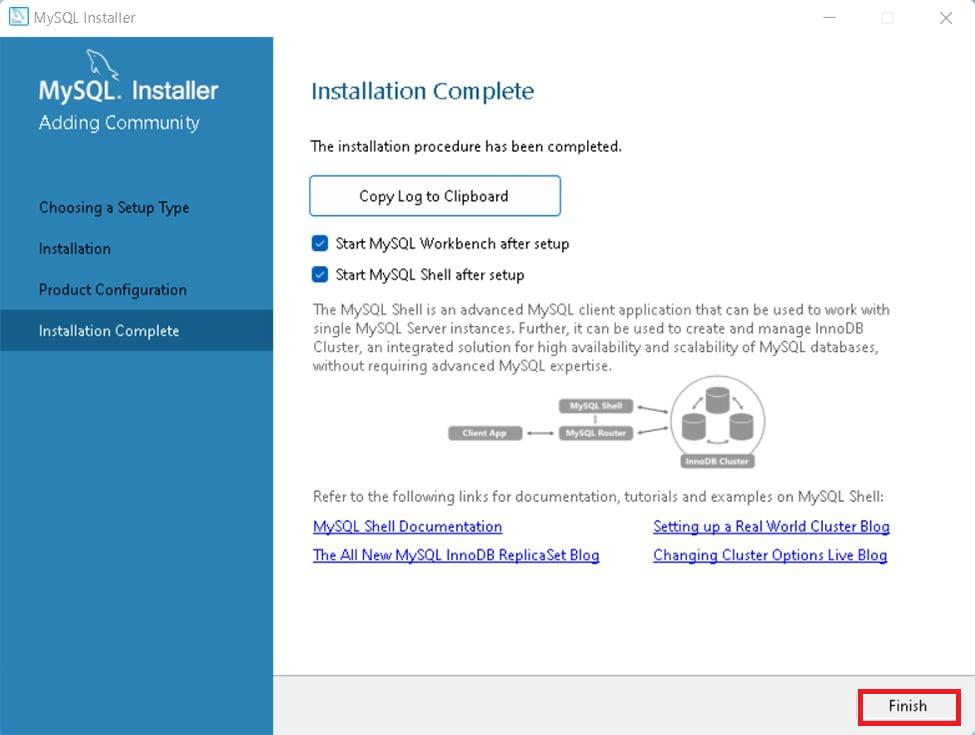 MySQL Installer
MySQL. Installer
Adding Community
Choosing a Setup Type
Installation
Product Configuration
Installation Complete
Installation Complete
The installation procedure has been completed.
Copy Log to Clipboard
Start MySQL Workbench after setup
Start MySQL Shell after setup
The MySQL Shell is an advanced MySQL client application that can be used to work with
single MySQL Server instances. Further, it can be used to create and manage InnoDB
Cluster, an integrated solution for high availability and scalability of MySQL databases,
without requiring advanced MySQL expertise.
MySQL Shell
Client App
MySQL Router
InnoDB Cluster
Refer to the following links for documentation, tutorials and examples on MySQL Shell:
MySQL Shell Documentation
Setting up a Real World Cluster Blog
The All New MySQL InnoDB ReplicaSet Blog
Changing Cluster Options Live Blog
Finish